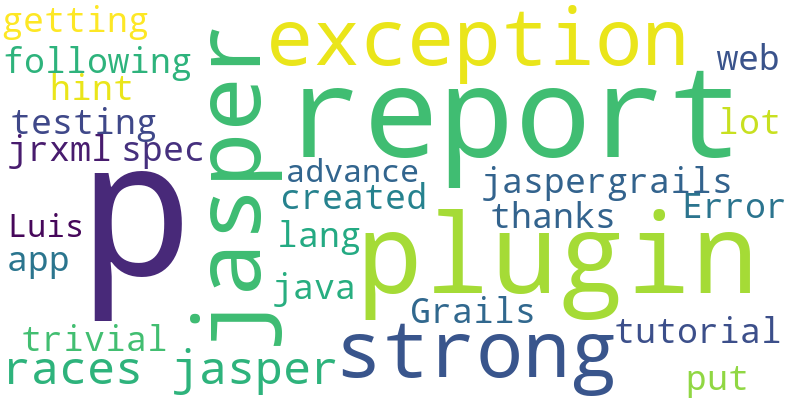 getting
exception
web
following
hint
report
testing
lot
jrxml
spec
p
jasper
advance
jaspergrails
created
Error
thanks
Luis
lang
plugin
app
java
Grails
trivial
strong
tutorial
races jasper
put